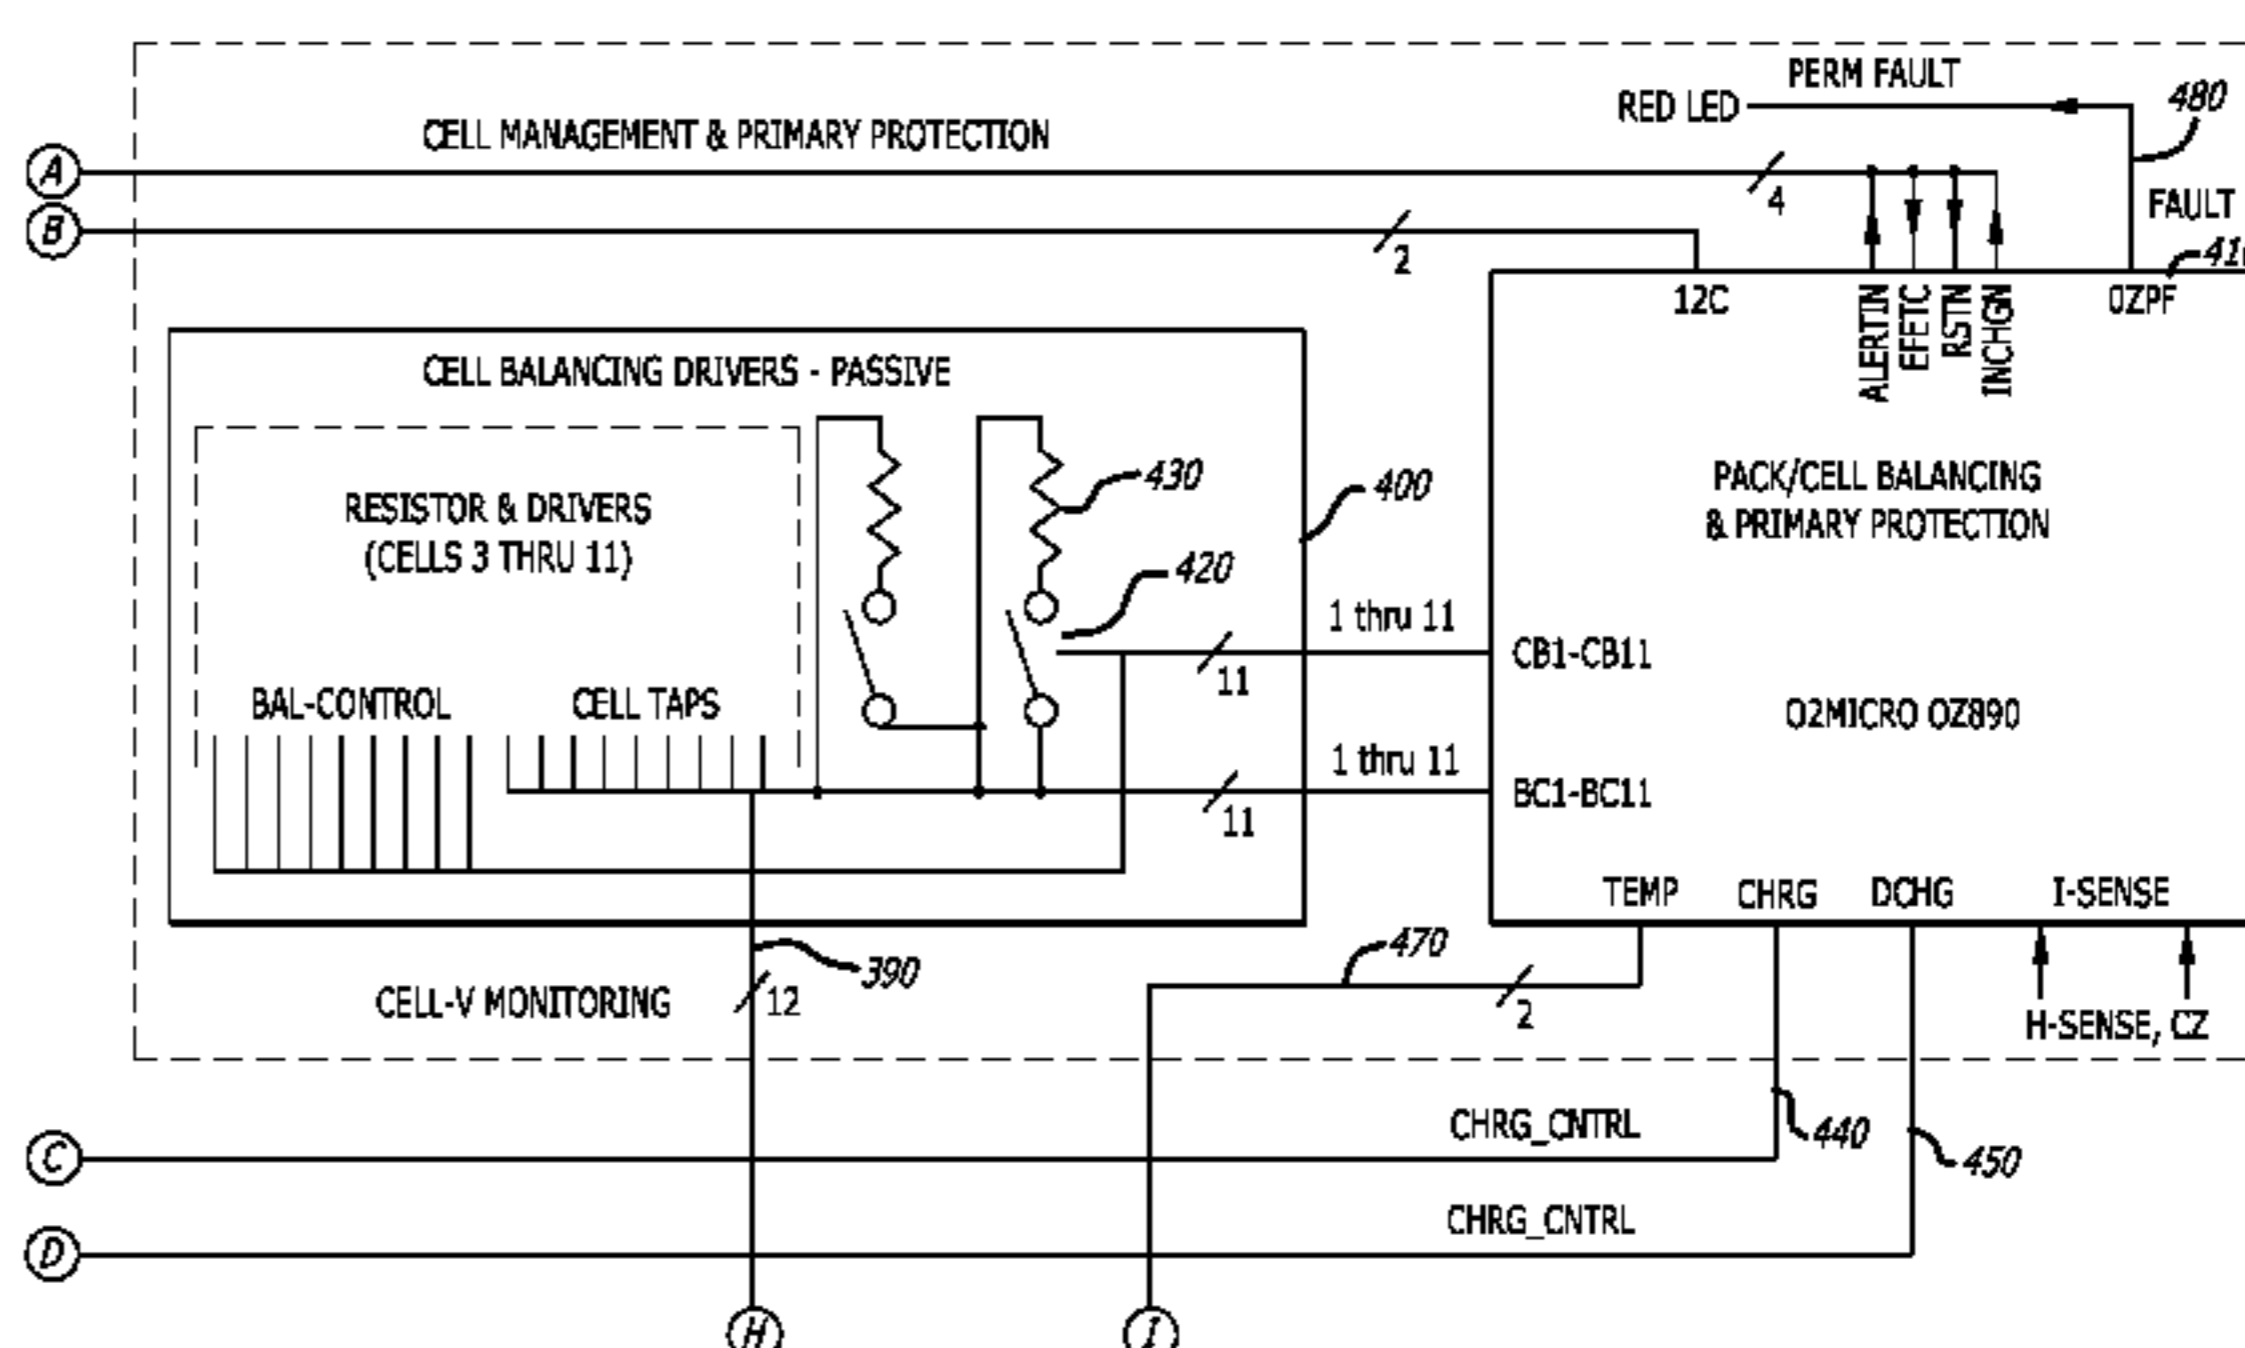 PERM FAULT
RED LED
480
CELL MANAGEMENT & PRIMARY PROTECTION
A
4
FAULT
B
2
12C
ALERTIN
EFETC
RSTN
INCHGN
OZPF
CELL BALANCING DRIVERS - PASSIVE
430
400
RESISTOR & DRIVERS
(CELLS 3 THRU 11)
PACK/CELL BALANCING
& PRIMARY PROTECTION
420
1 thru 11
11
CB1-CB11
BAL-CONTROL
CELL TAPS
O2MICRO OZ890
1 thru 11
11
BC1-BC11
TEMP
CHRG
DCHG
I-SENSE
470
390
CELL-V MONITORING
12
2
H-SENSE, CZ
CHRG_CNTRL
440
C
450
CHRG_CNTRL
D
H
I